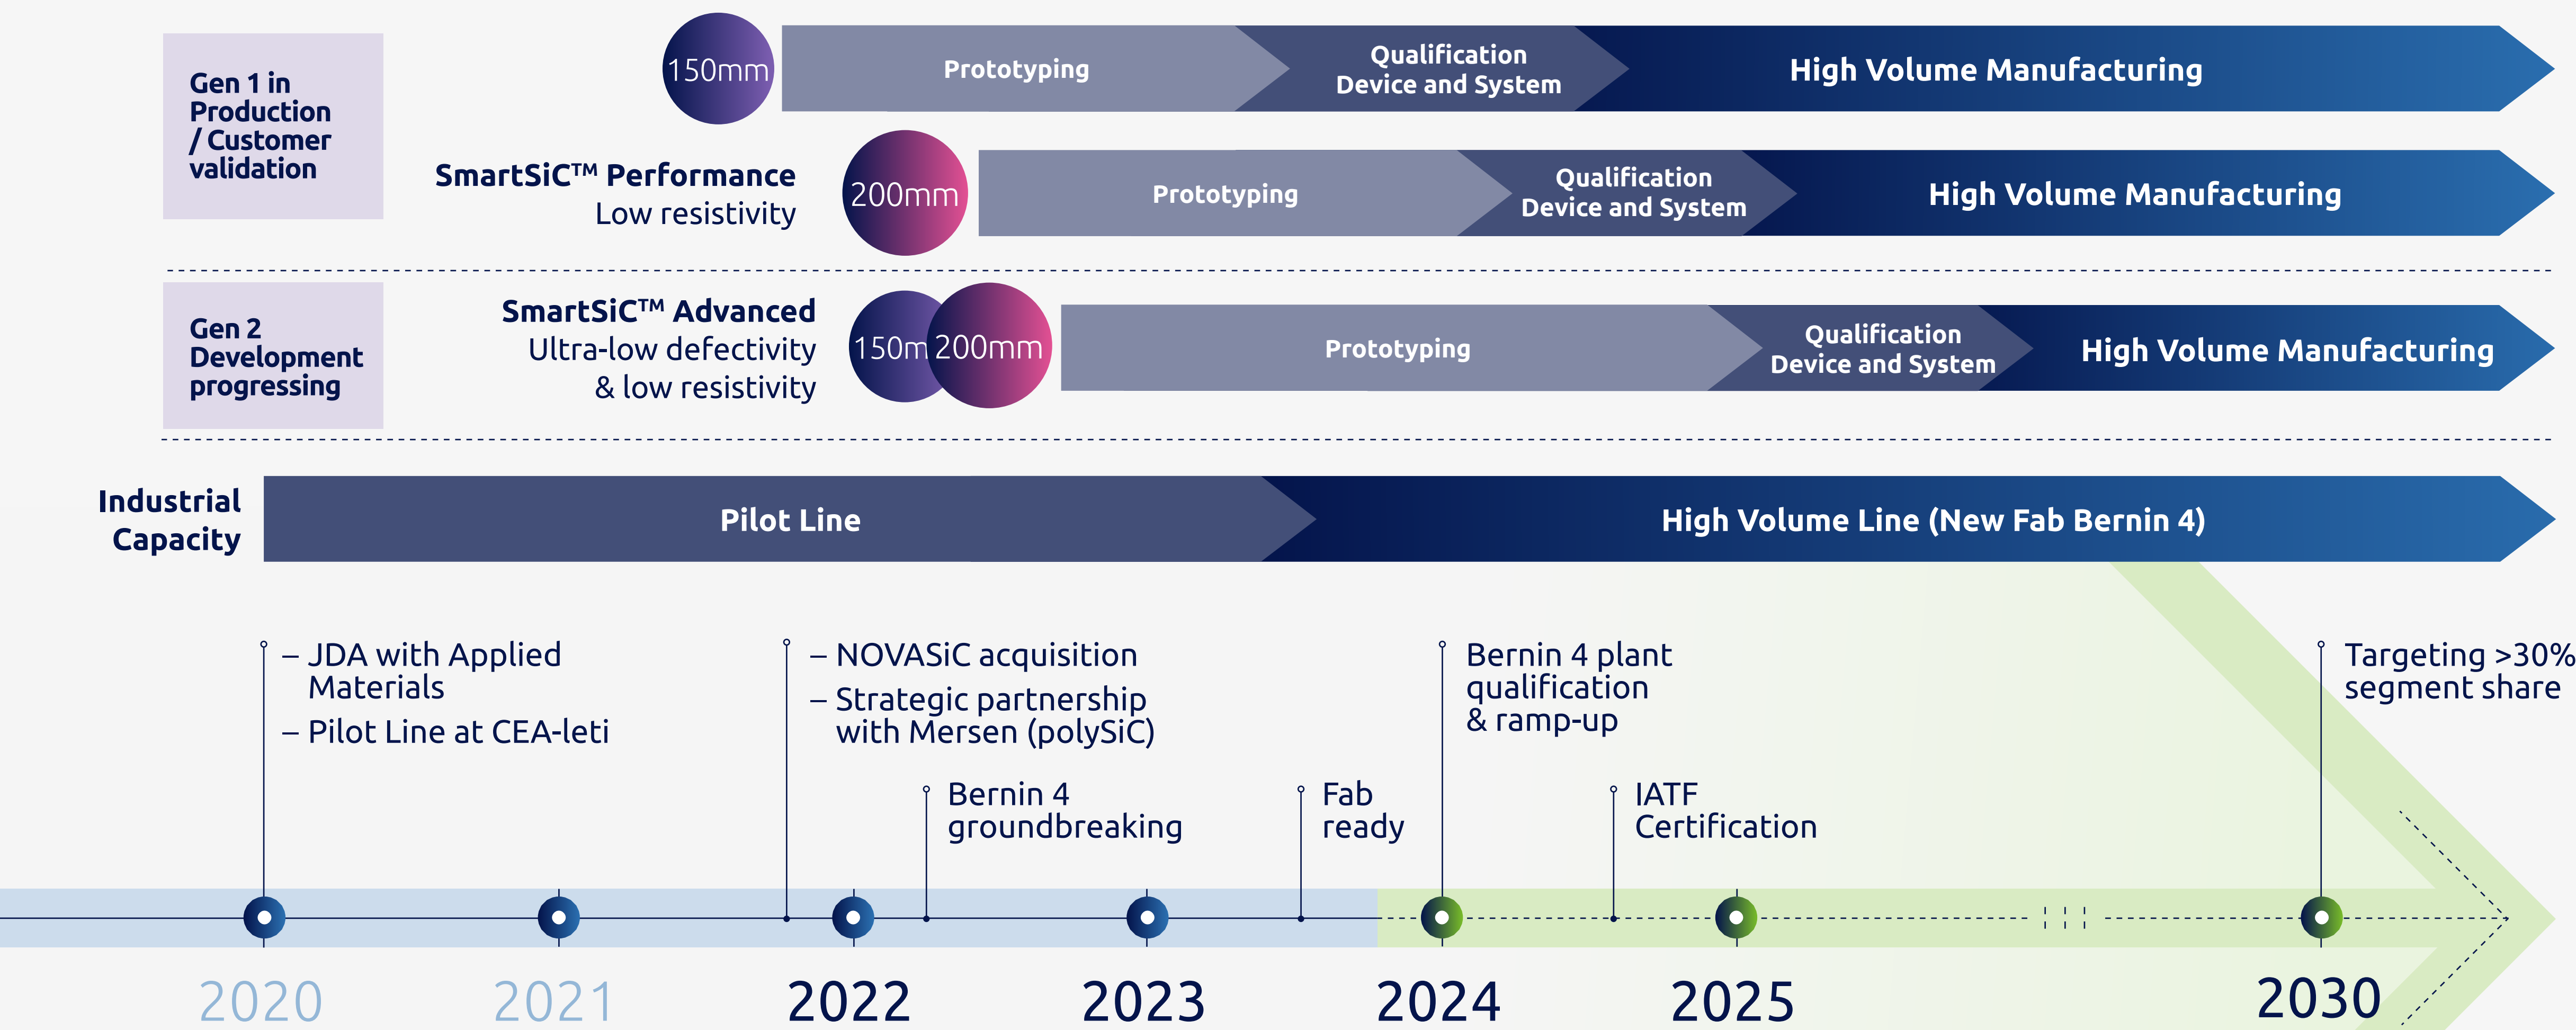 Gen 1 in
Production
/ Customer
validation
150mm
Prototyping
Qualification
Device and System
High Volume Manufacturing
SmartSiC™ Performance
Low resistivity
200mm
Prototyping
Qualification
Device and System
High Volume Manufacturing
Gen 2
Development
progressing
SmartSiC™ Advanced
Ultra-low defectivity
& low resistivity
150m
200mm
Prototyping
Qualification
Device and System
High Volume Manufacturing
Industrial
Capacity
Pilot Line
High Volume Line (New Fab Bernin 4)
– JDA with Applied
Materials
– Pilot Line at CEA-leti
– NOVASiC acquisition
– Strategic partnership
with Mersen (polySiC)
Bernin 4
groundbreaking
Fab
ready
Bernin 4 plant
qualification
& ramp-up
IATF
Certification
Targeting >30%
segment share
2020
2021
2022
2023
2024
2025
2030